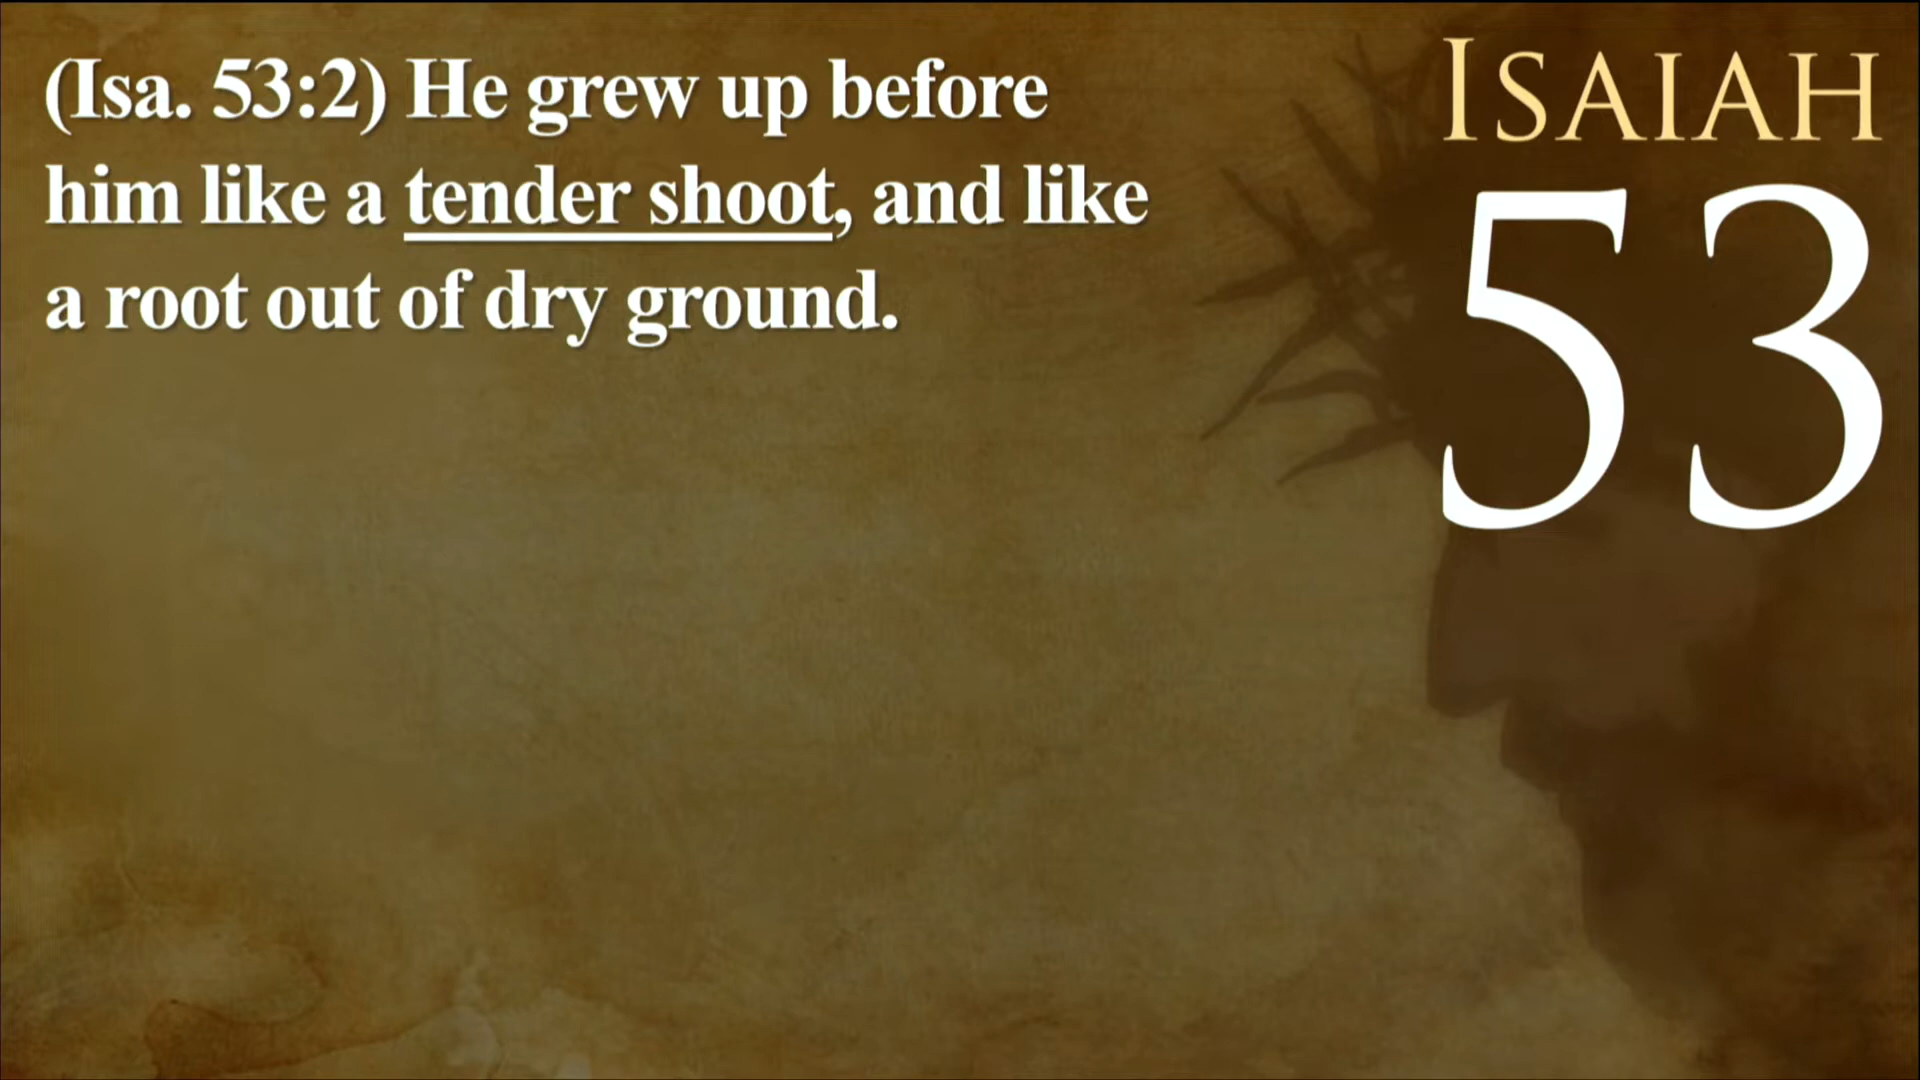 (Isa. 53:2) He grew up before
him like a tender shoot, and like
a root out of dry ground.
ISAIAH
53